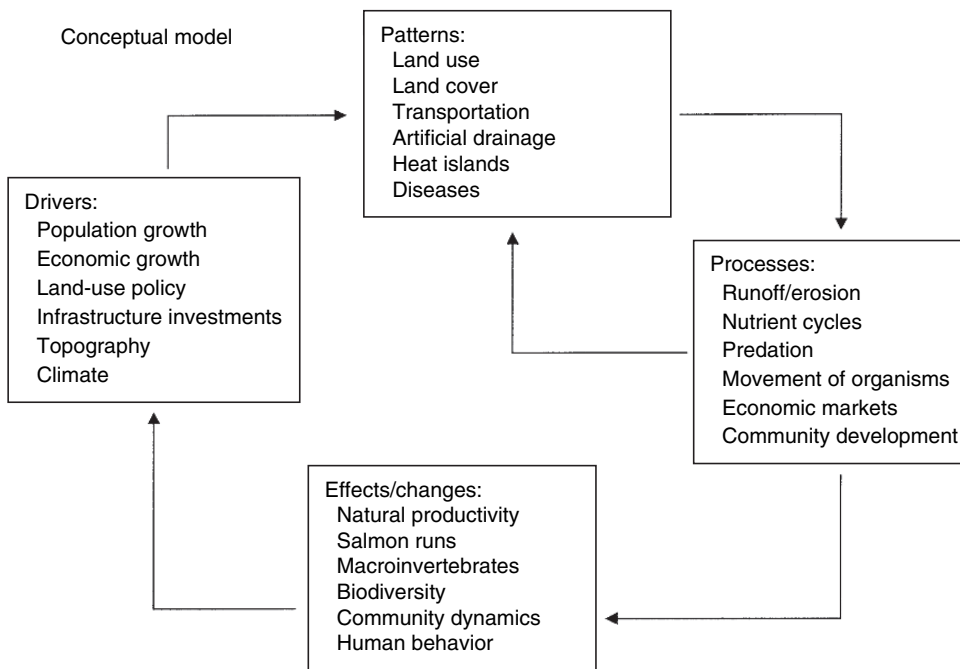 Conceptual model
Patterns:
Land use
Land cover
Transportation
Artificial drainage
Heat islands
Diseases
Drivers:
Population growth
Economic growth
Land-use policy
Infrastructure investments
Topography
Climate
Processes:
Runoff/erosion
Nutrient cycles
Predation
Movement of organisms
Economic markets
Community development
Effects/changes:
Natural productivity
Salmon runs
Macroinvertebrates
Biodiversity
Community dynamics
Human behavior